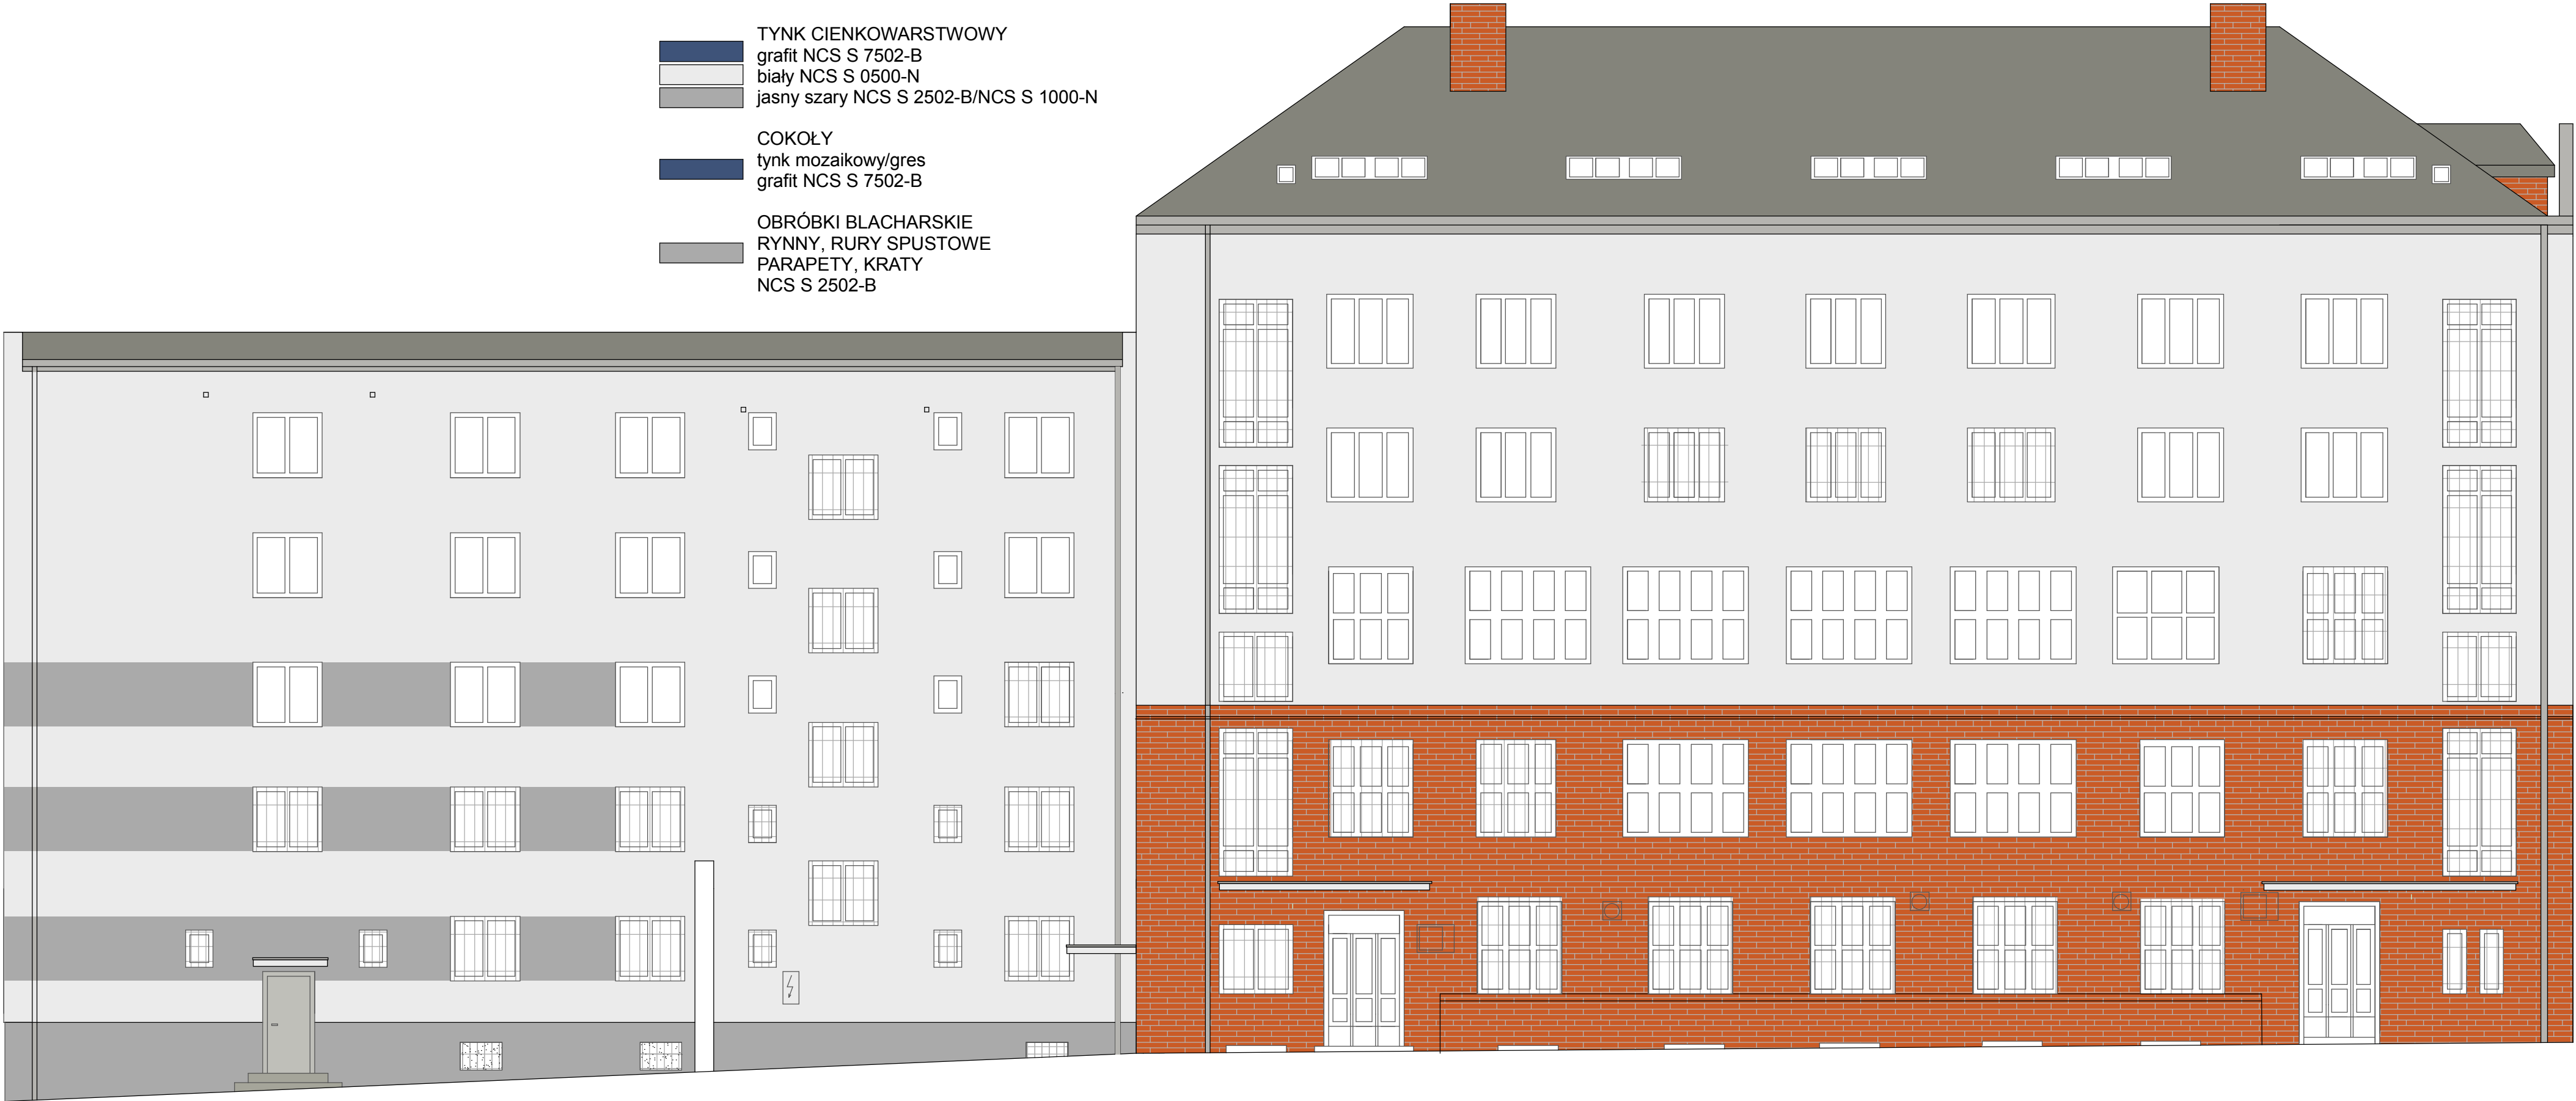 TYNK CIENKOWARSTWOWY
grafit NCS S 7502-B
biały NCS S 0500-N
jasny szary NCS S 2502-B/NCS S 1000-N
COKOŁY
tynk mozaikowy/gres
grafit NCS S 7502-B
OBRÓBKI BLACHARSKIE
RYNNY, RURY SPUSTOWE
PARAPETY, KRATY
NCS S 2502-B